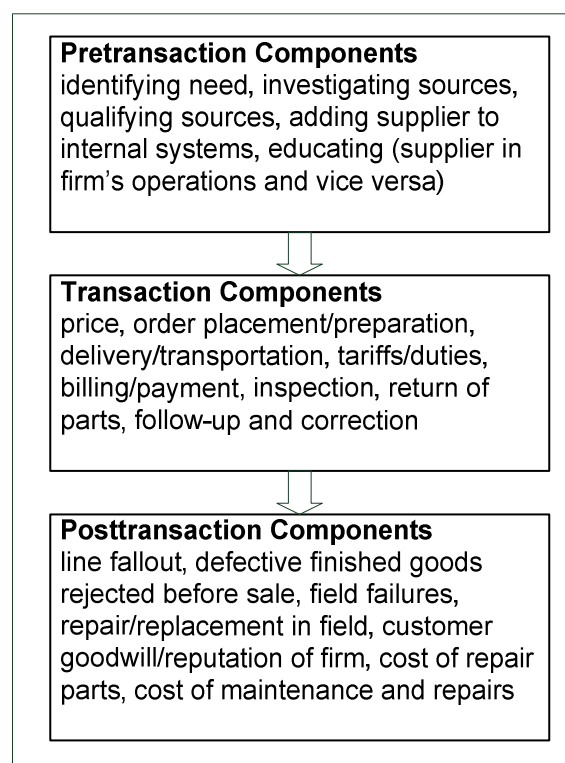 Pretransaction Components
identifying need, investigating sources,
qualifying sources, adding supplier to
internal systems, educating (supplier in
firm's operations and vice versa)
Transaction Components
price, order placement/preparation,
delivery/transportation, tariffs/duties,
billing/payment, inspection, return of
parts, follow-up and correction
Posttransaction Components
line fallout, defective finished goods
rejected before sale, field failures,
repair/replacement in field, customer
goodwill/reputation of firm, cost of repair
parts, cost of maintenance and repairs